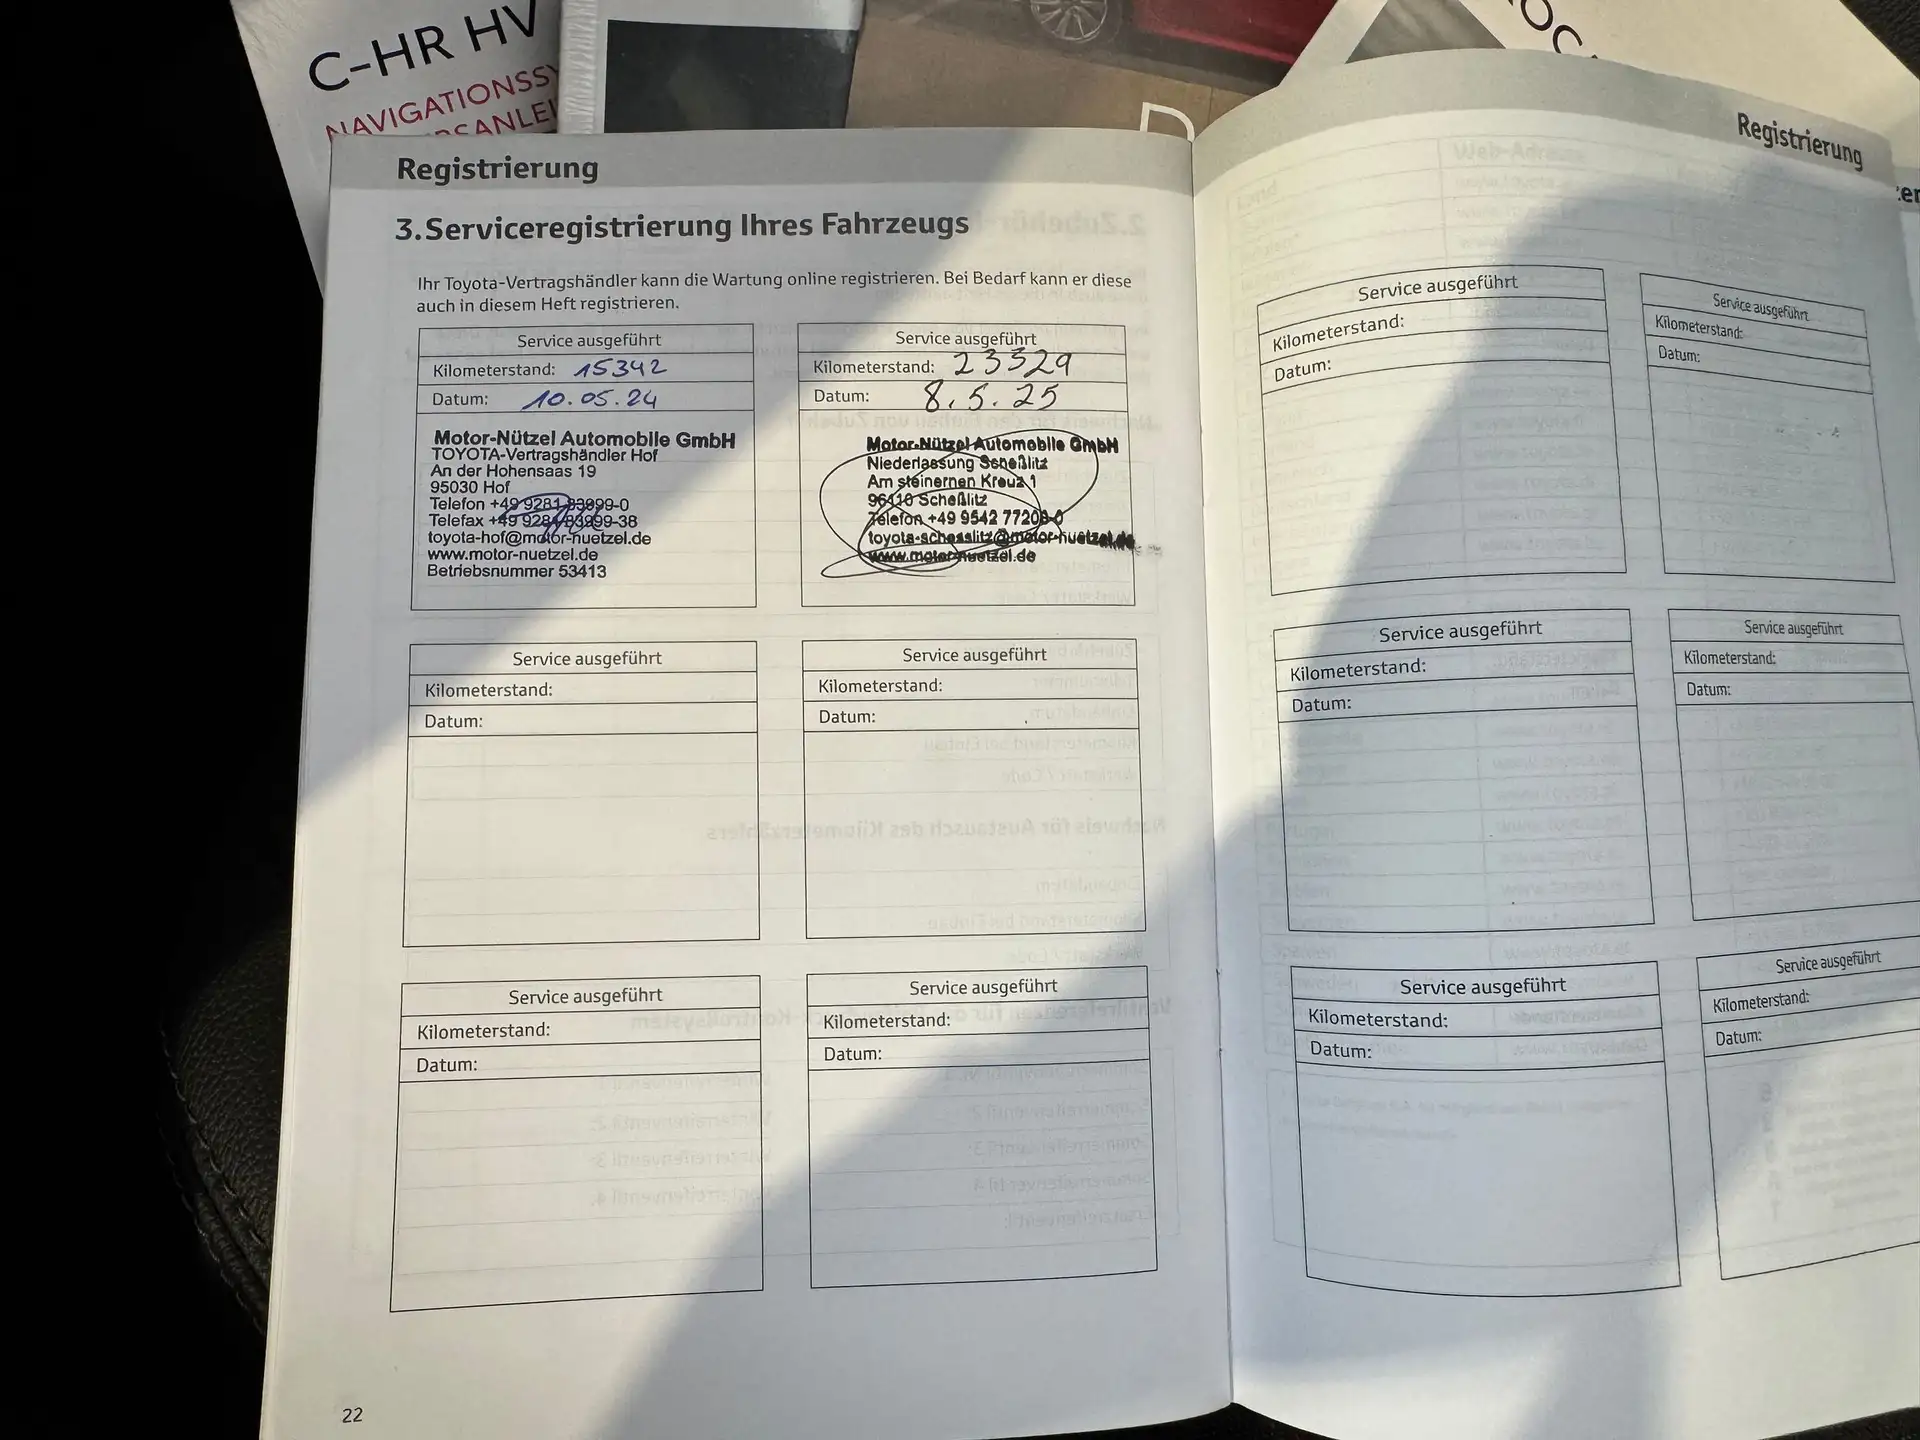 C-HR HV
NAVIGATIONSSY
Registrierung
3.Serviceregistrierung Ihres Fahrzeugs
Ihr Toyota-Vertragshändler kann die Wartung online registrieren. Bei Bedarf kann er diese
auch in diesem Heft registrieren.
Service ausgeführt
Kilometerstand: 15342
Datum: 10.05.24
Motor-Nützel Automobile GmbH
TOYOTA-Vertragshändler Hof
An der Hohensaas 19
95030 Hof
Telefon +49 9281 83999-0
Telefax +49 9281 83999-38
toyota-hof@motor-nuetzel.de
www.motor-nuetzel.de
Betriebsnummer 53413
Service ausgeführt
Kilometerstand: 23329
Datum: 8.5.25
Motor-Nützel Automobile GmbH
Niederlassung Scheßlitz
Am steinernen Kreuz 1
96110 Scheßlitz
Telefon +49 9542 77208-0
toyota-schesslitz@motor-nuetzel.de
www.motor-nuetzel.de
Service ausgeführt
Kilometerstand:
Datum:
Service ausgeführt
Kilometerstand:
Datum:
Service ausgeführt
Kilometerstand:
Datum:
Service ausgeführt
Kilometerstand:
Datum:
22
Registrierung
Service ausgeführt
Kilometerstand:
Datum:
Service ausgeführt
Kilometerstand:
Datum:
Service ausgeführt
Kilometerstand:
Datum:
Service ausgeführt
Kilometerstand:
Datum:
Service ausgeführt
Kilometerstand:
Datum:
Service ausgeführt
Kilometerstand:
Datum: